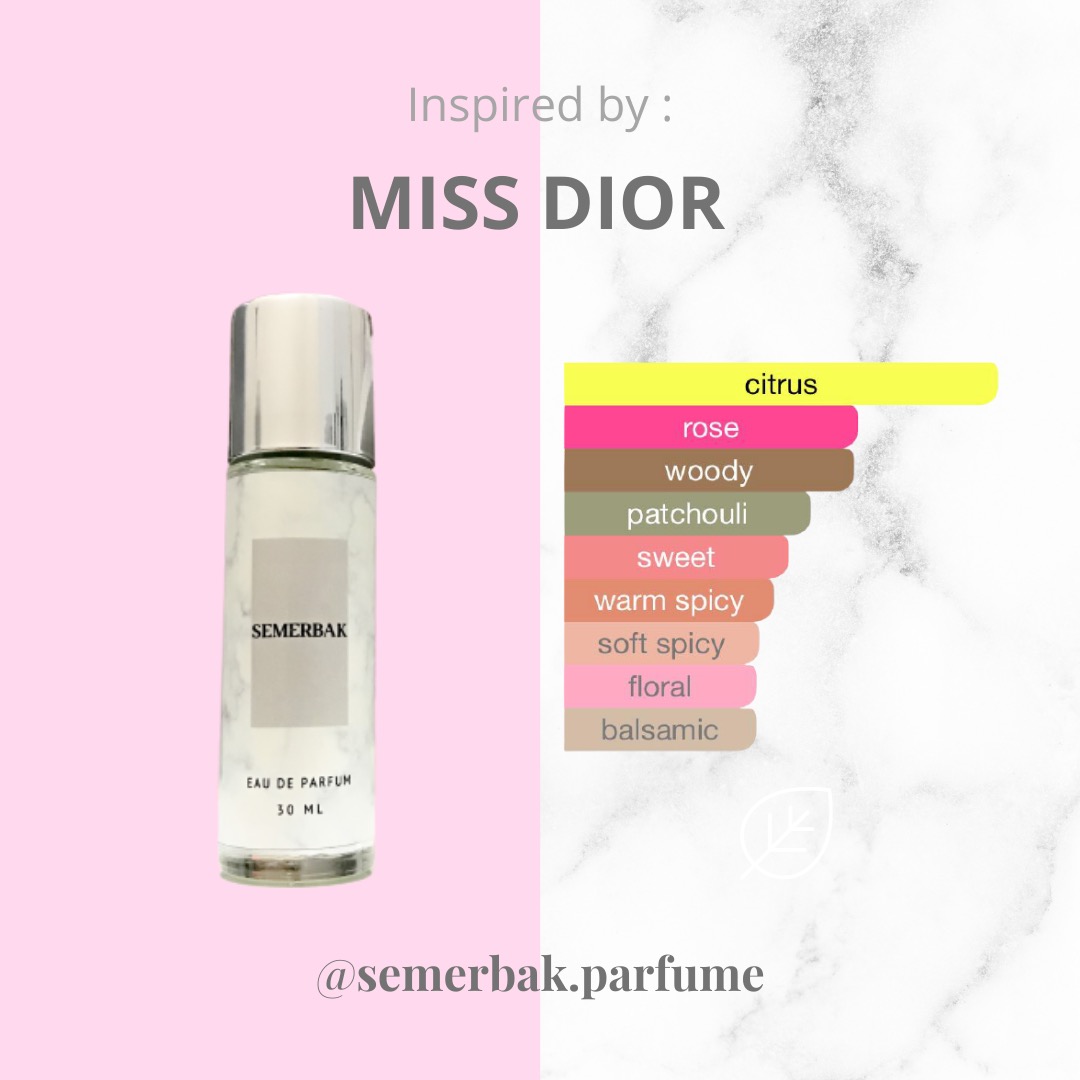 Inspired by :
MISS DIOR
citrus
rose
woody
patchouli
sweet
warm spicy
soft spicy
floral
balsamic
SEMERBAK
EAU DE PARFUM
30 ML
@semerbak.parfume